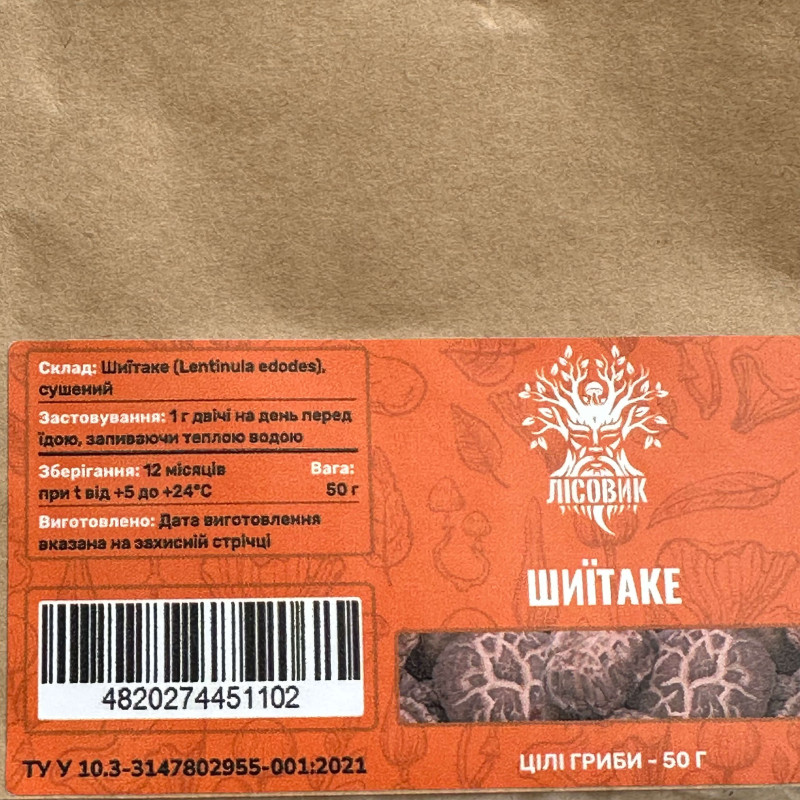 Склад: Шиїтаке (Lentinula edodes),
сушений
Застовування: 1 г двічі на день перед
їдою, запиваючи теплою водою
Зберігання: 12 місяців
при t від +5 до +24°C
Вага:
50 г
Виготовлено: Дата виготовлення
вказана на захисній стрічці
4820274451102
ТУ У 10.3-3147802955-001:2021
ЛІСОВИК
ШИЇТАКЕ
ЦІЛІ ГРИБИ - 50 Г